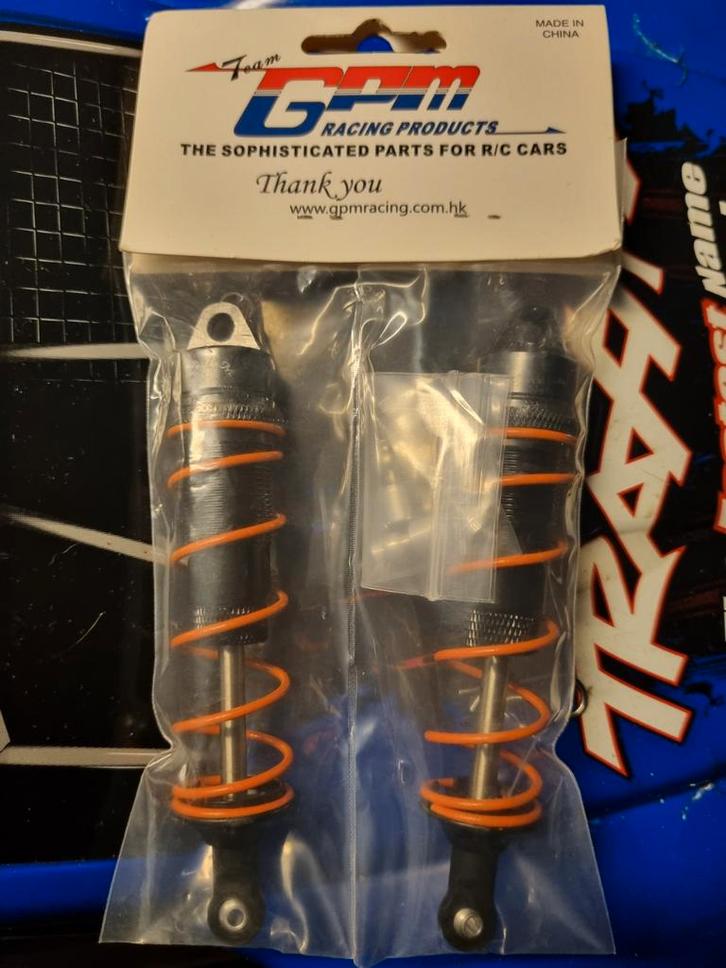 MADE IN
CHINA
Team
GPM
RACING PRODUCTS
THE SOPHISTICATED PARTS FOR R/C CARS
Thank you
www.gpmracing.com.hk
TRAXX
Name